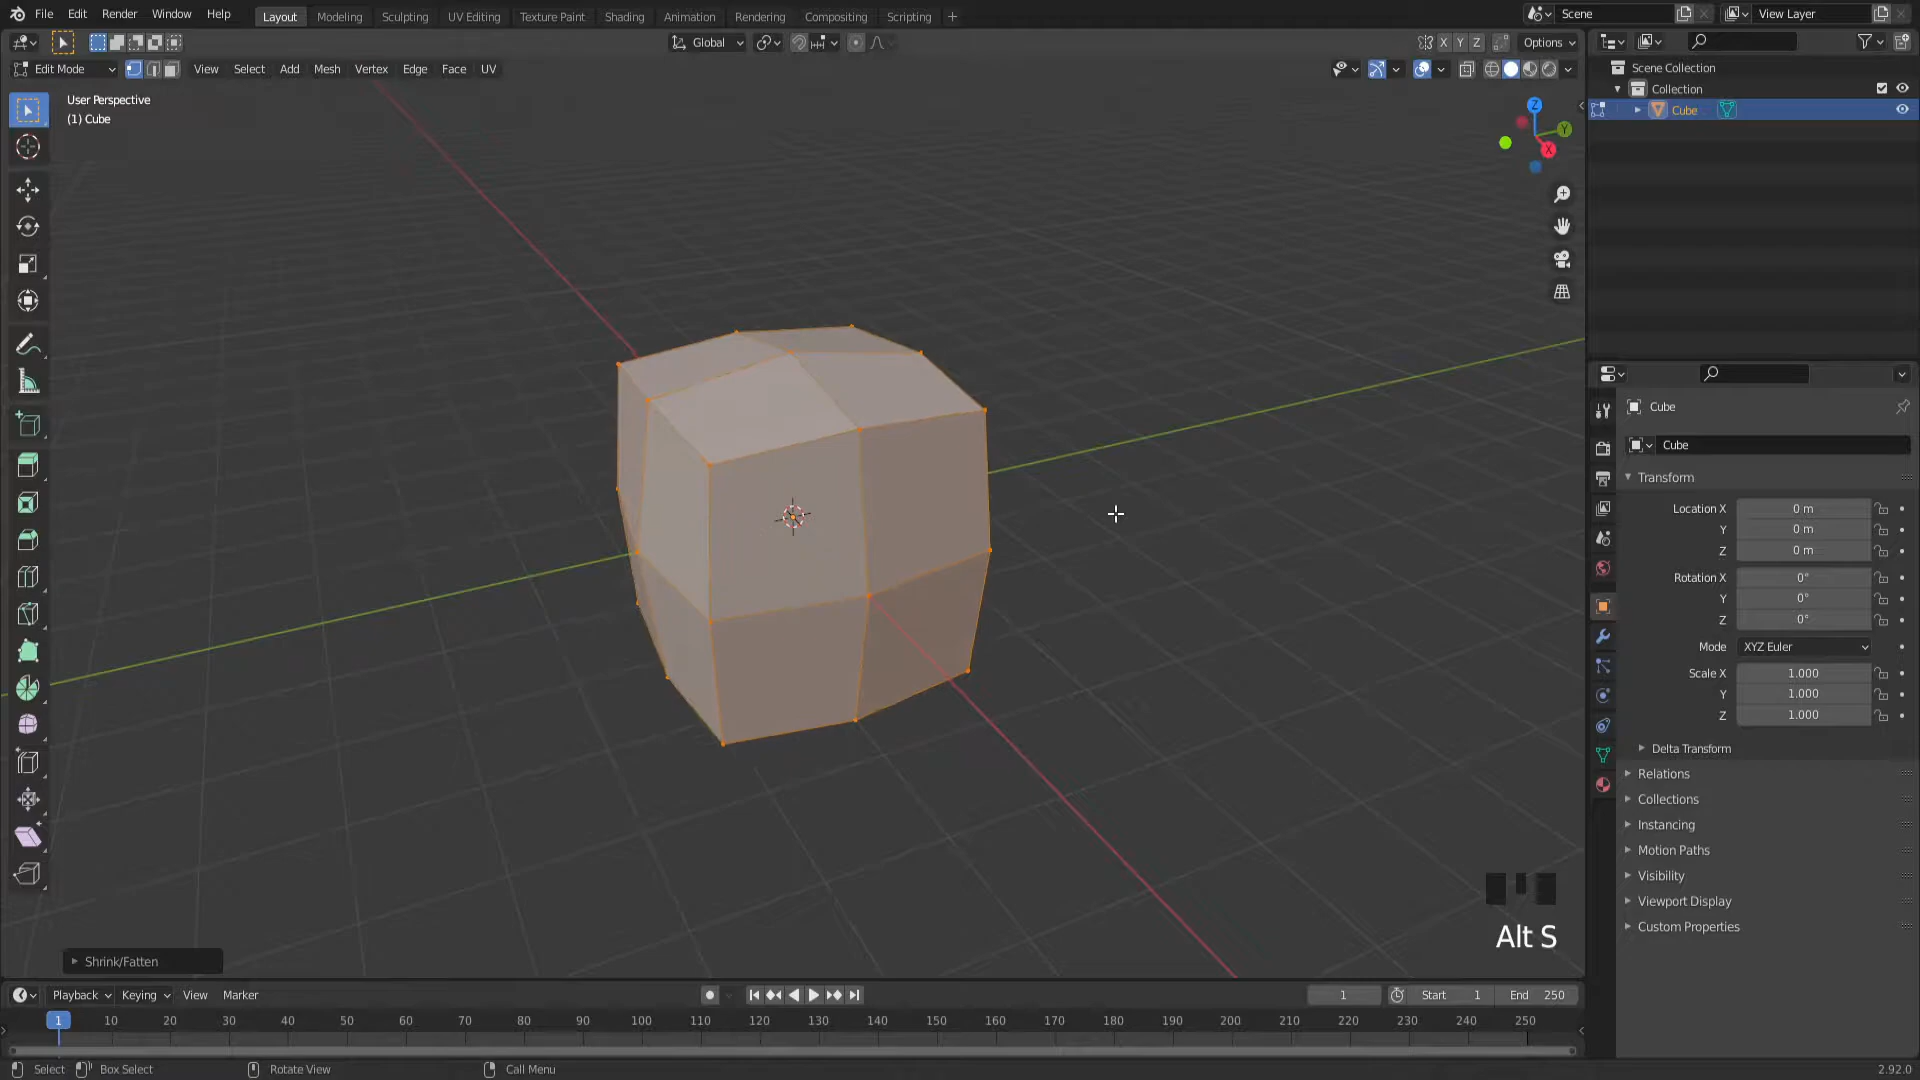 File Edit Render Window Help Layout Modeling Sculpting UV Editing Texture Paint Shading Animation Rendering Compositing Scripting + Scene View Layer
Global X Y Z Options
Edit Mode View Select Add Mesh Vertex Edge Face UV
Scene Collection
Collection
Cube
User Perspective
(1) Cube
Z
Y
X
Cube
Cube
Transform
Location X 0 m
Y 0 m
Z 0 m
Rotation X 0°
Y 0°
Z 0°
Mode XYZ Euler
Scale X 1.000
Y 1.000
Z 1.000
Delta Transform
Relations
Collections
Instancing
Motion Paths
Visibility
Viewport Display
Custom Properties
Alt S
Shrink/Fatten
Playback Keying View Marker 1 Start 1 End 250
1 10 20 30 40 50 60 70 80 90 100 110 120 130 140 150 160 170 180 190 200 210 220 230 240 250
Select Box Select Rotate View Call Menu 2.92.0